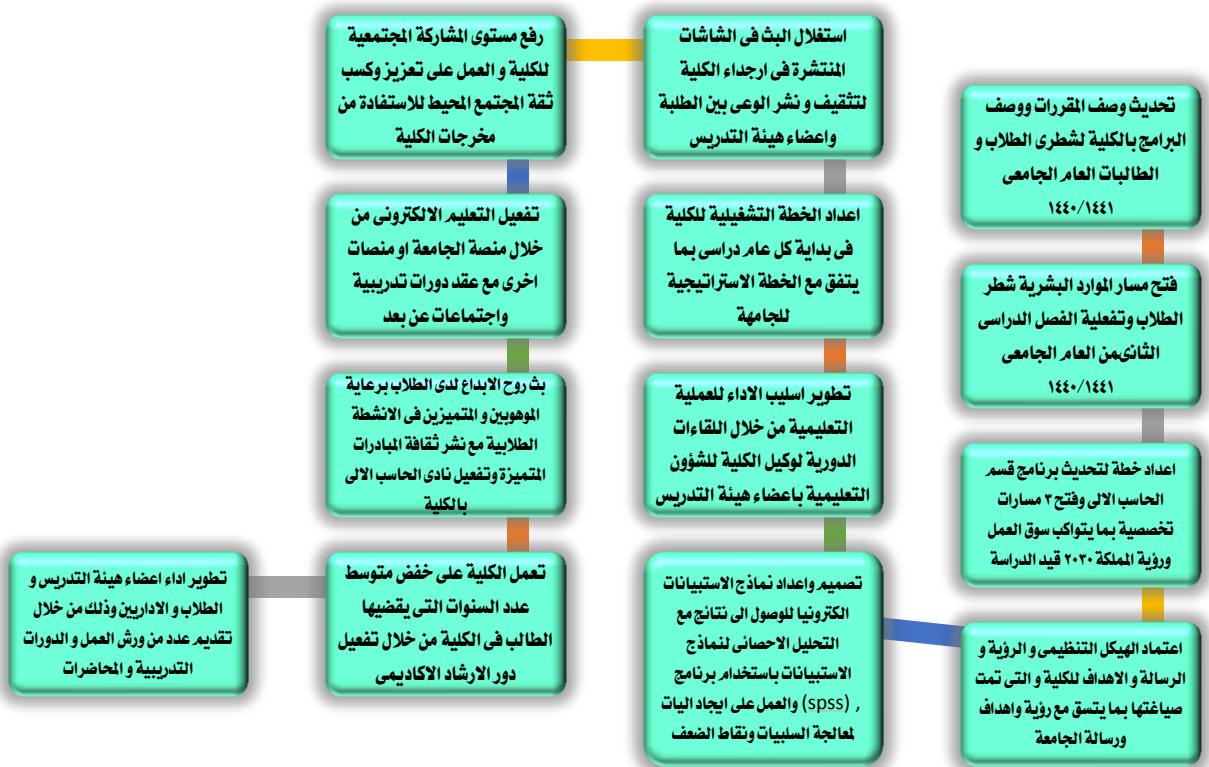 تحديث وصف المقررات ووصف
البرامج بالكلية لشطرى الطلاب و
الطالبات العام الجامعى
١٤٤٠/١٤٤١
فتح مسار الموارد البشرية شطر
الطلاب وتفعلية الفصل الدراسى
الثانىمن العام الجامعى
١٤٤٠/١٤٤١
اعداد خطة لتحديث برنامج قسم
الحاسب الالى وفتح ٣ مسارات
تخصصية بما يتواكب سوق العمل
ورؤية المملكة ٢٠٣٠ قيد الدراسة
اعتماد الهيكل التنظيمى و الرؤية و
الرسالة و الاهداف للكلية و التى تمت
صياغتها بما يتسق مع رؤية واهداف
ورسالة الجامعة
تصميم واعداد نماذج الاستبيانات
الكترونيا للوصول الى نتائج مع
التحليل الاحصائى لنماذج
الاستبيانات باستخدام برنامج
(spss) والعمل على ايجاد اليات ,
لمعالجة السلبيات ونقاط الضعف
تطوير اسليب الاداء للعملية
التعليمية من خلال اللقاءات
الدورية لوكيل الكلية للشؤون
التعليمية باعضاء هيئة التدريس
اعداد الخطة التشغيلية للكلية
فى بداية كل عام دراسى بما
يتفق مع الخطة الاستراتيجية
للجامهة
استغلال البث فى الشاشات
المنتشرة فى ارجداء الكلية
لتثقيف و نشر الوعى بين الطلبة
واعضاء هيئة التدريس
رفع مستوى المشاركة المجتمعية
للكلية و العمل على تعزيز وكسب
ثقة المجتمع المحيط للاستفادة من
مخرجات الكلية
تفعيل التعليم الالكترونى من
خلال منصة الجامعة او منصات
اخرى مع عقد دورات تدريبية
واجتماعات عن بعد
بث روح الابداع لدى الطلاب برعاية
الموهوبين و المتميزين فى الانشطة
الطلابية مع نشر ثقافة المبادرات
المتميزة وتفعيل نادى الحاسب الالى
بالكلية
تعمل الكلية على خفض متوسط
عدد السنوات التى يقضيها
الطالب فى الكلية من خلال تفعيل
دور الارشاد الاكاديمى
تطوير اداء اعضاء هيئة التدريس و
الطلاب و الاداريين وذلك من خلال
تقديم عدد من ورش العمل و الدورات
التدريبية و المحاضرات